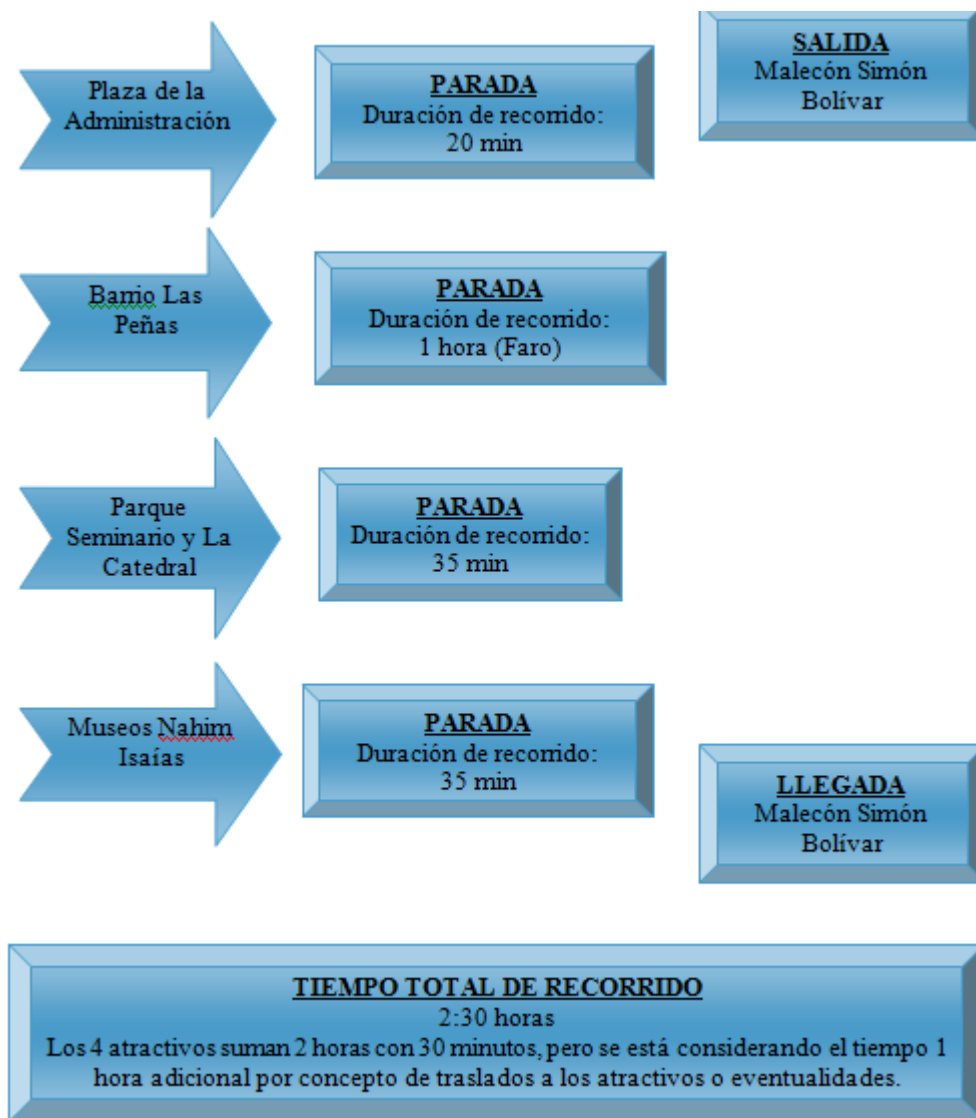 SALIDA
Malecón Simón
Bolívar
Plaza de la
Administración
PARADA
Duración de recorrido:
20 min
Barrio Las
Peñas
PARADA
Duración de recorrido:
1 hora (Faro)
Parque
Seminario y La
Catedral
PARADA
Duración de recorrido:
35 min
Museos Nahim
Isaías
PARADA
Duración de recorrido:
35 min
LLEGADA
Malecón Simón
Bolívar
TIEMPO TOTAL DE RECORRIDO
2:30 horas
Los 4 atractivos suman 2 horas con 30 minutos, pero se está considerando el tiempo 1
hora adicional por concepto de traslados a los atractivos o eventualidades.